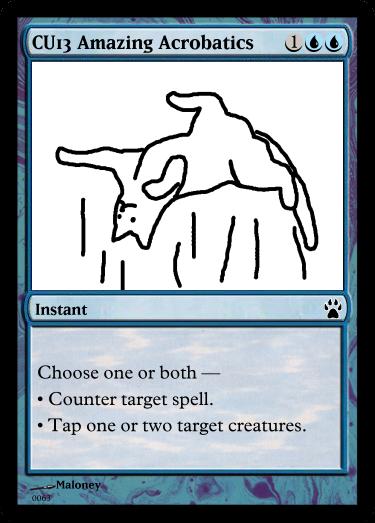 CU13 Amazing Acrobatics 1
Instant
Choose one or both —
• Counter target spell.
• Tap one or two target creatures.
Maloney
0063